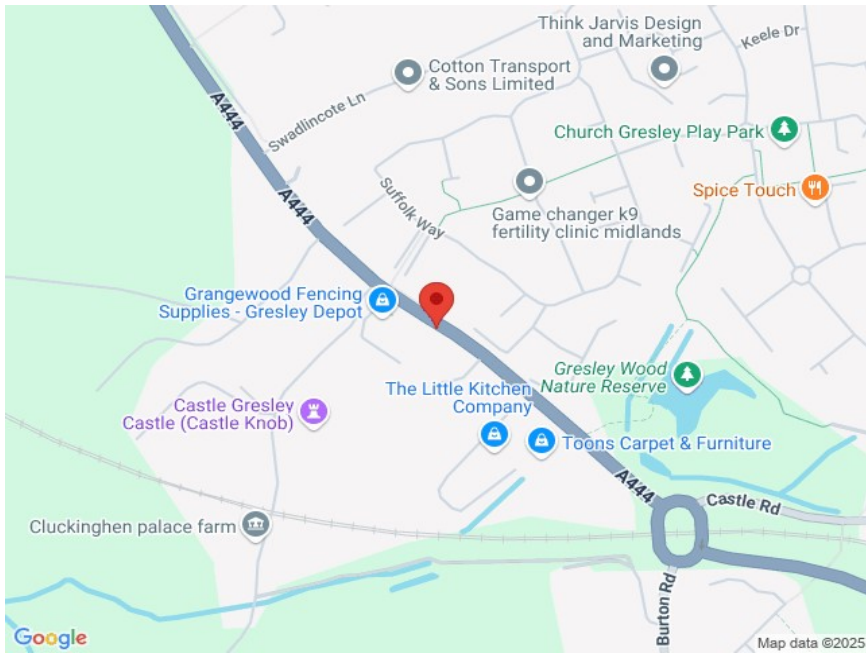 Think Jarvis Design
and Marketing
Keele Dr
Cotton Transport
& Sons Limited
A444
Swadlincote Ln
Church Gresley Play Park
A444
Suffolk Way
Spice Touch
Game changer k9
fertility clinic midlands
Grangewood Fencing
Supplies - Gresley Depot
Gresley Wood
Nature Reserve
The Little Kitchen
Company
Castle Gresley
Castle (Castle Knob)
Toons Carpet & Furniture
A444
Castle Rd
Cluckinghen palace farm
Burton Rd
Google
Map data ©2025